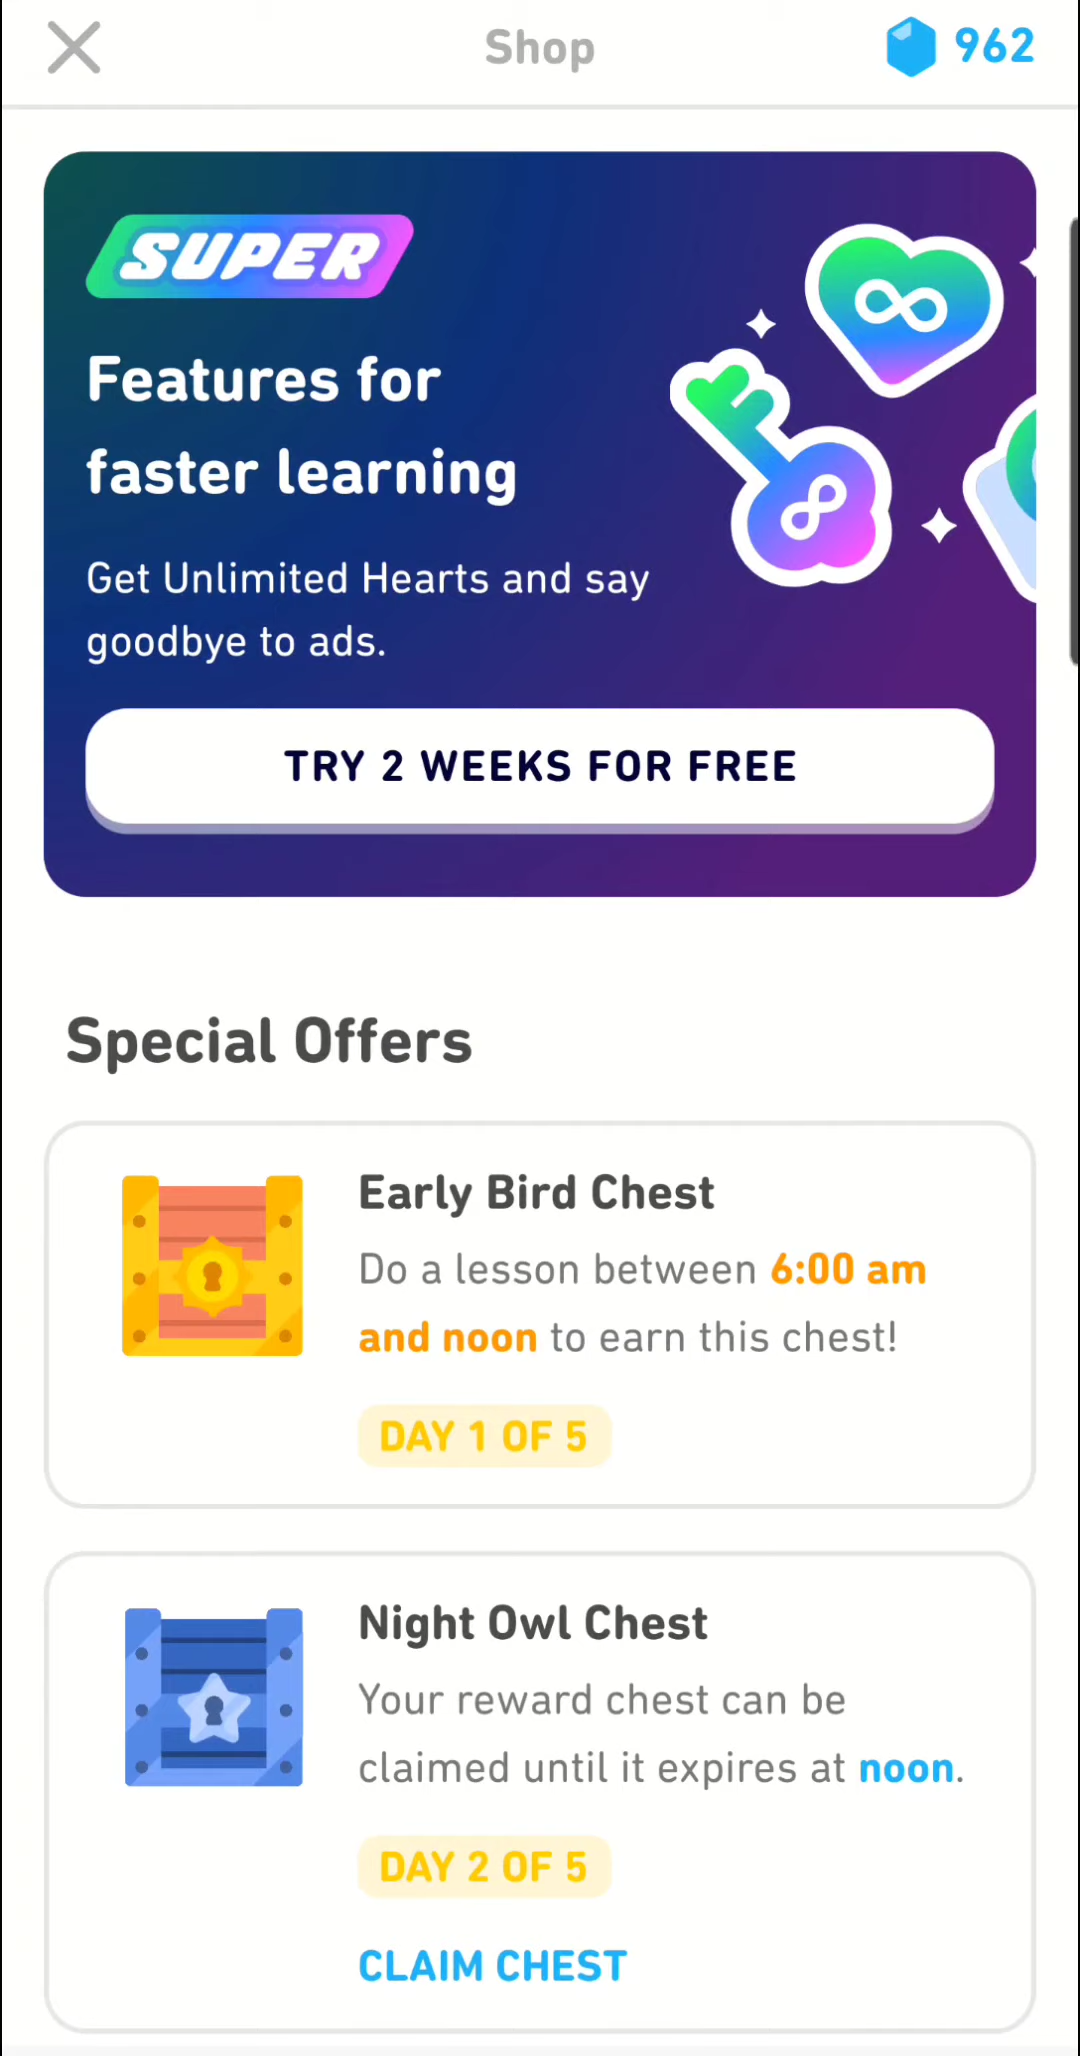 Shop
962
SUPER
Features for
faster learning
Get Unlimited Hearts and say
goodbye to ads.
TRY 2 WEEKS FOR FREE
Special Offers
Early Bird Chest
Do a lesson between 6:00 am
and noon to earn this chest!
DAY 1 OF 5
Night Owl Chest
Your reward chest can be
claimed until it expires at noon.
DAY 2 OF 5
CLAIM CHEST